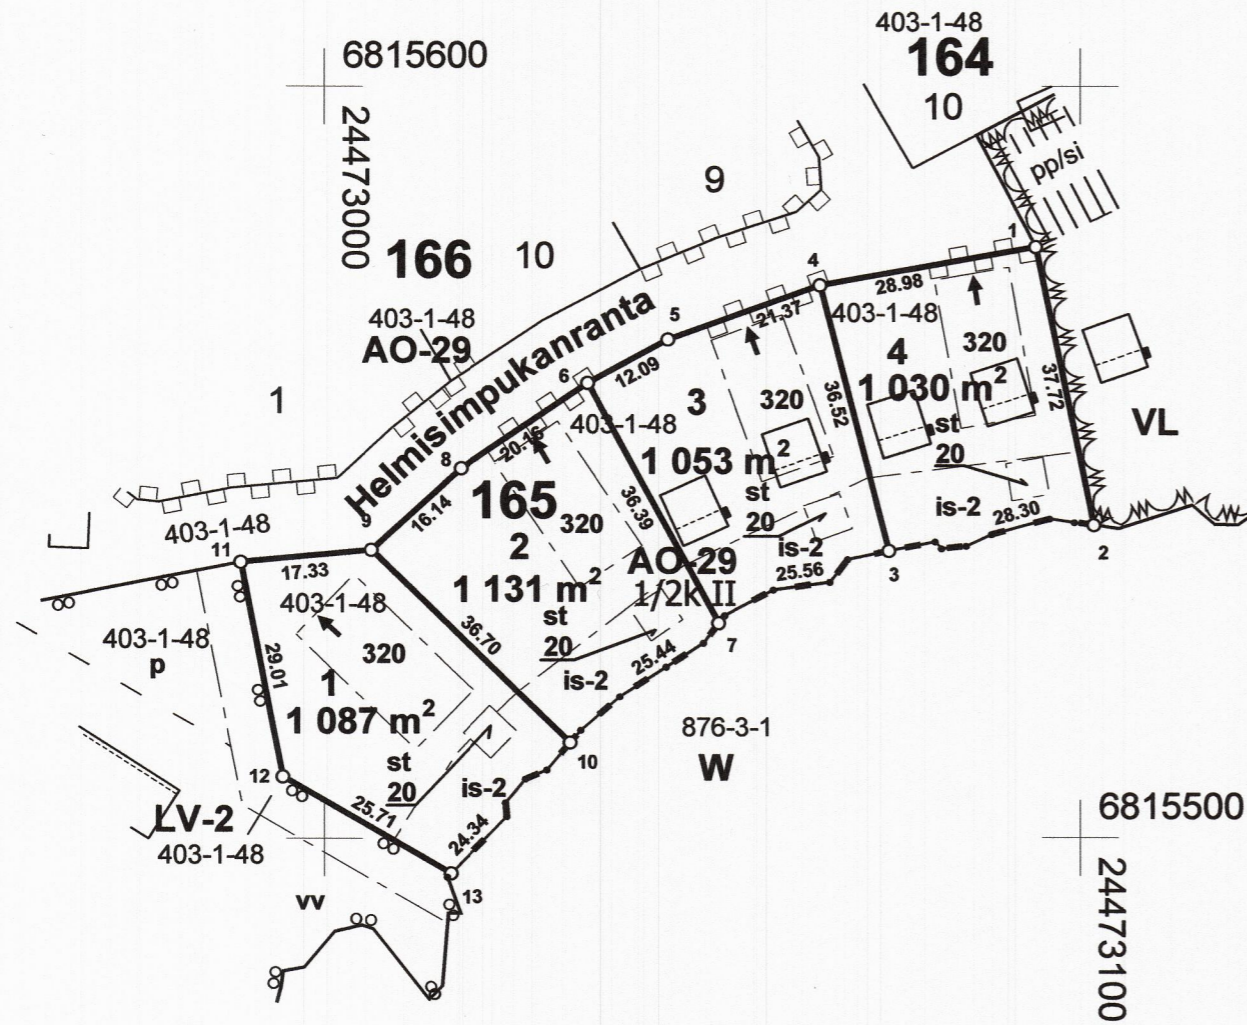 403-1-48
164
10
6815600
24473000
9
pp/si
166
10
1
4
403-1-48
AO-29
Helmisimpukanranta
28.98
403-1-48
5
21.37
4
320
1 030 m²
37.72
VL
6
12.09
3
320
36.52
1
403-1-48
1 053 m²
st
20
20.16
8
16.14
165
320
36.39
st
20
is-2
28.30
2
403-1-48
9
11
17.33
2
1 131 m²
AO-29
1/2k II
is-2
25.56
3
403-1-48
st
20
36.70
403-1-48
p
29.01
320
1
1 087 m²
is-2
25.44
7
876-3-1
W
10
12
st
20
is-2
LV-2
403-1-48
25.71
24.34
13
vv
6815500
24473100